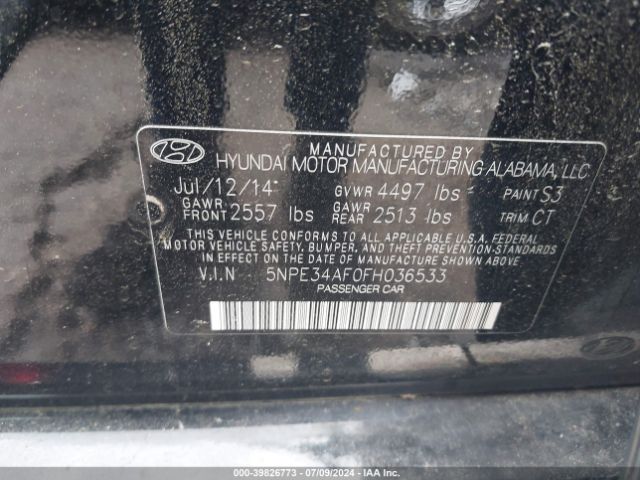 MANUFACTURED BY
HYUNDAI MOTOR MANUFACTURING ALABAMA, LLC
Jul/12/14 GVWR 4497 lbs PAINT S3
GAWR FRONT 2557 lbs GAWR REAR 2513 lbs TRIM CT
THIS VEHICLE CONFORMS TO ALL APPLICABLE U.S.A. FEDERAL
MOTOR VEHICLE SAFETY, BUMPER, AND THEFT PREVENTION STANDARDS
IN EFFECT ON THE DATE OF MANUFACTURE SHOWN ABOVE.
V.I.N 5NPE34AF0FH036533
PASSENGER CAR
000-39826773 - 07/09/2024 - IAA Inc.